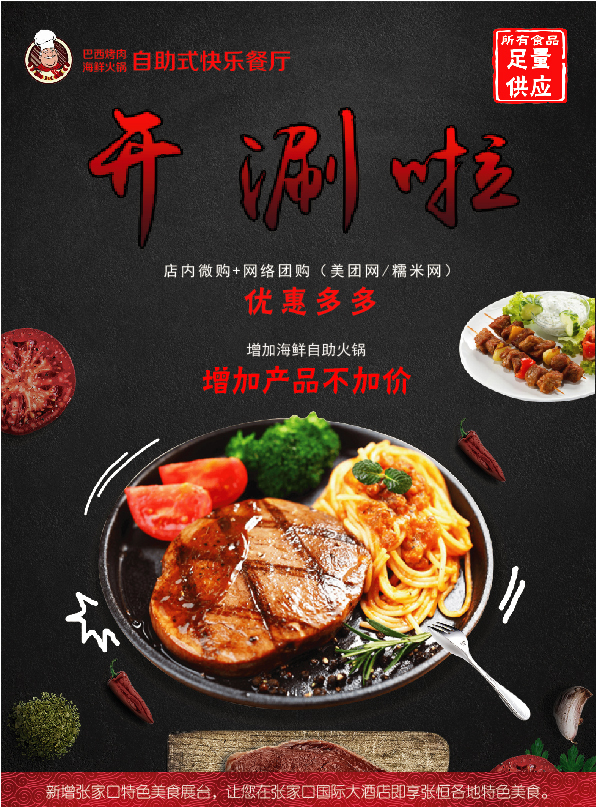 巴西烤肉
海鲜火锅
自助式快乐餐厅
所有食品
足量
供应
开涮啦
店内微购+网络团购（美团网/糯米网）
优惠多多
增加海鲜自助火锅
增加产品不加价
新增张家口特色美食展台，让您在张家口国际大酒店即享张恒各地特色美食。